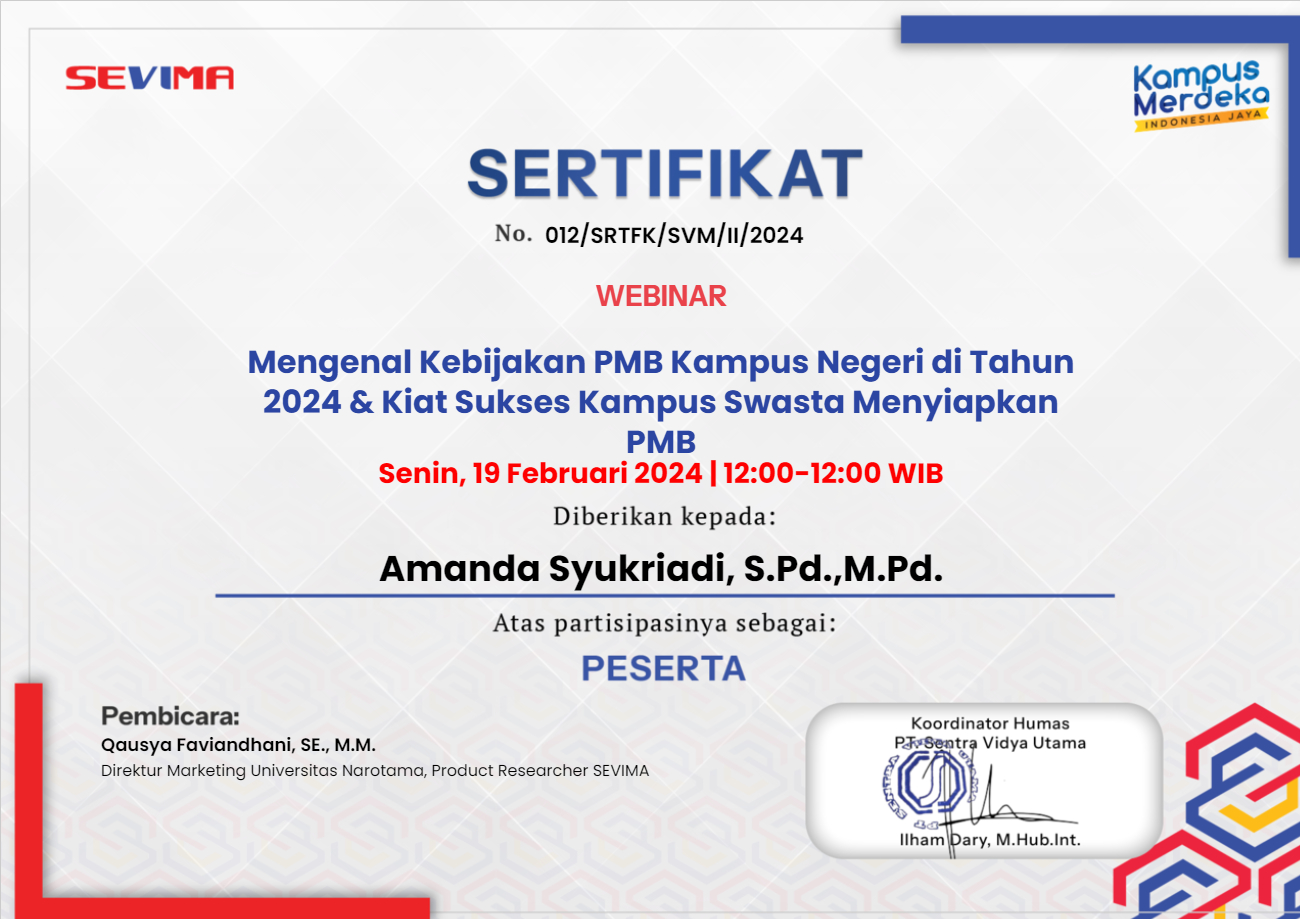 SEVIMA
Kampus
Merdeka
INDONESIA JAYA
SERTIFIKAT
No. 012/SRTFK/SVM/II/2024
WEBINAR
Mengenal Kebijakan PMB Kampus Negeri di Tahun
2024 & Kiat Sukses Kampus Swasta Menyiapkan
PMB
Senin, 19 Februari 2024 | 12:00-12:00 WIB
Diberikan kepada:
Amanda Syukriadi, S.Pd.,M.Pd.
Atas partisipasinya sebagai:
PESERTA
Pembicara:
Qausya Faviandhani, SE., M.M.
Direktur Marketing Universitas Narotama, Product Researcher SEVIMA
Koordinator Humas
PT. Sentra Vidya Utama
Ilham Dary, M.Hub.Int.